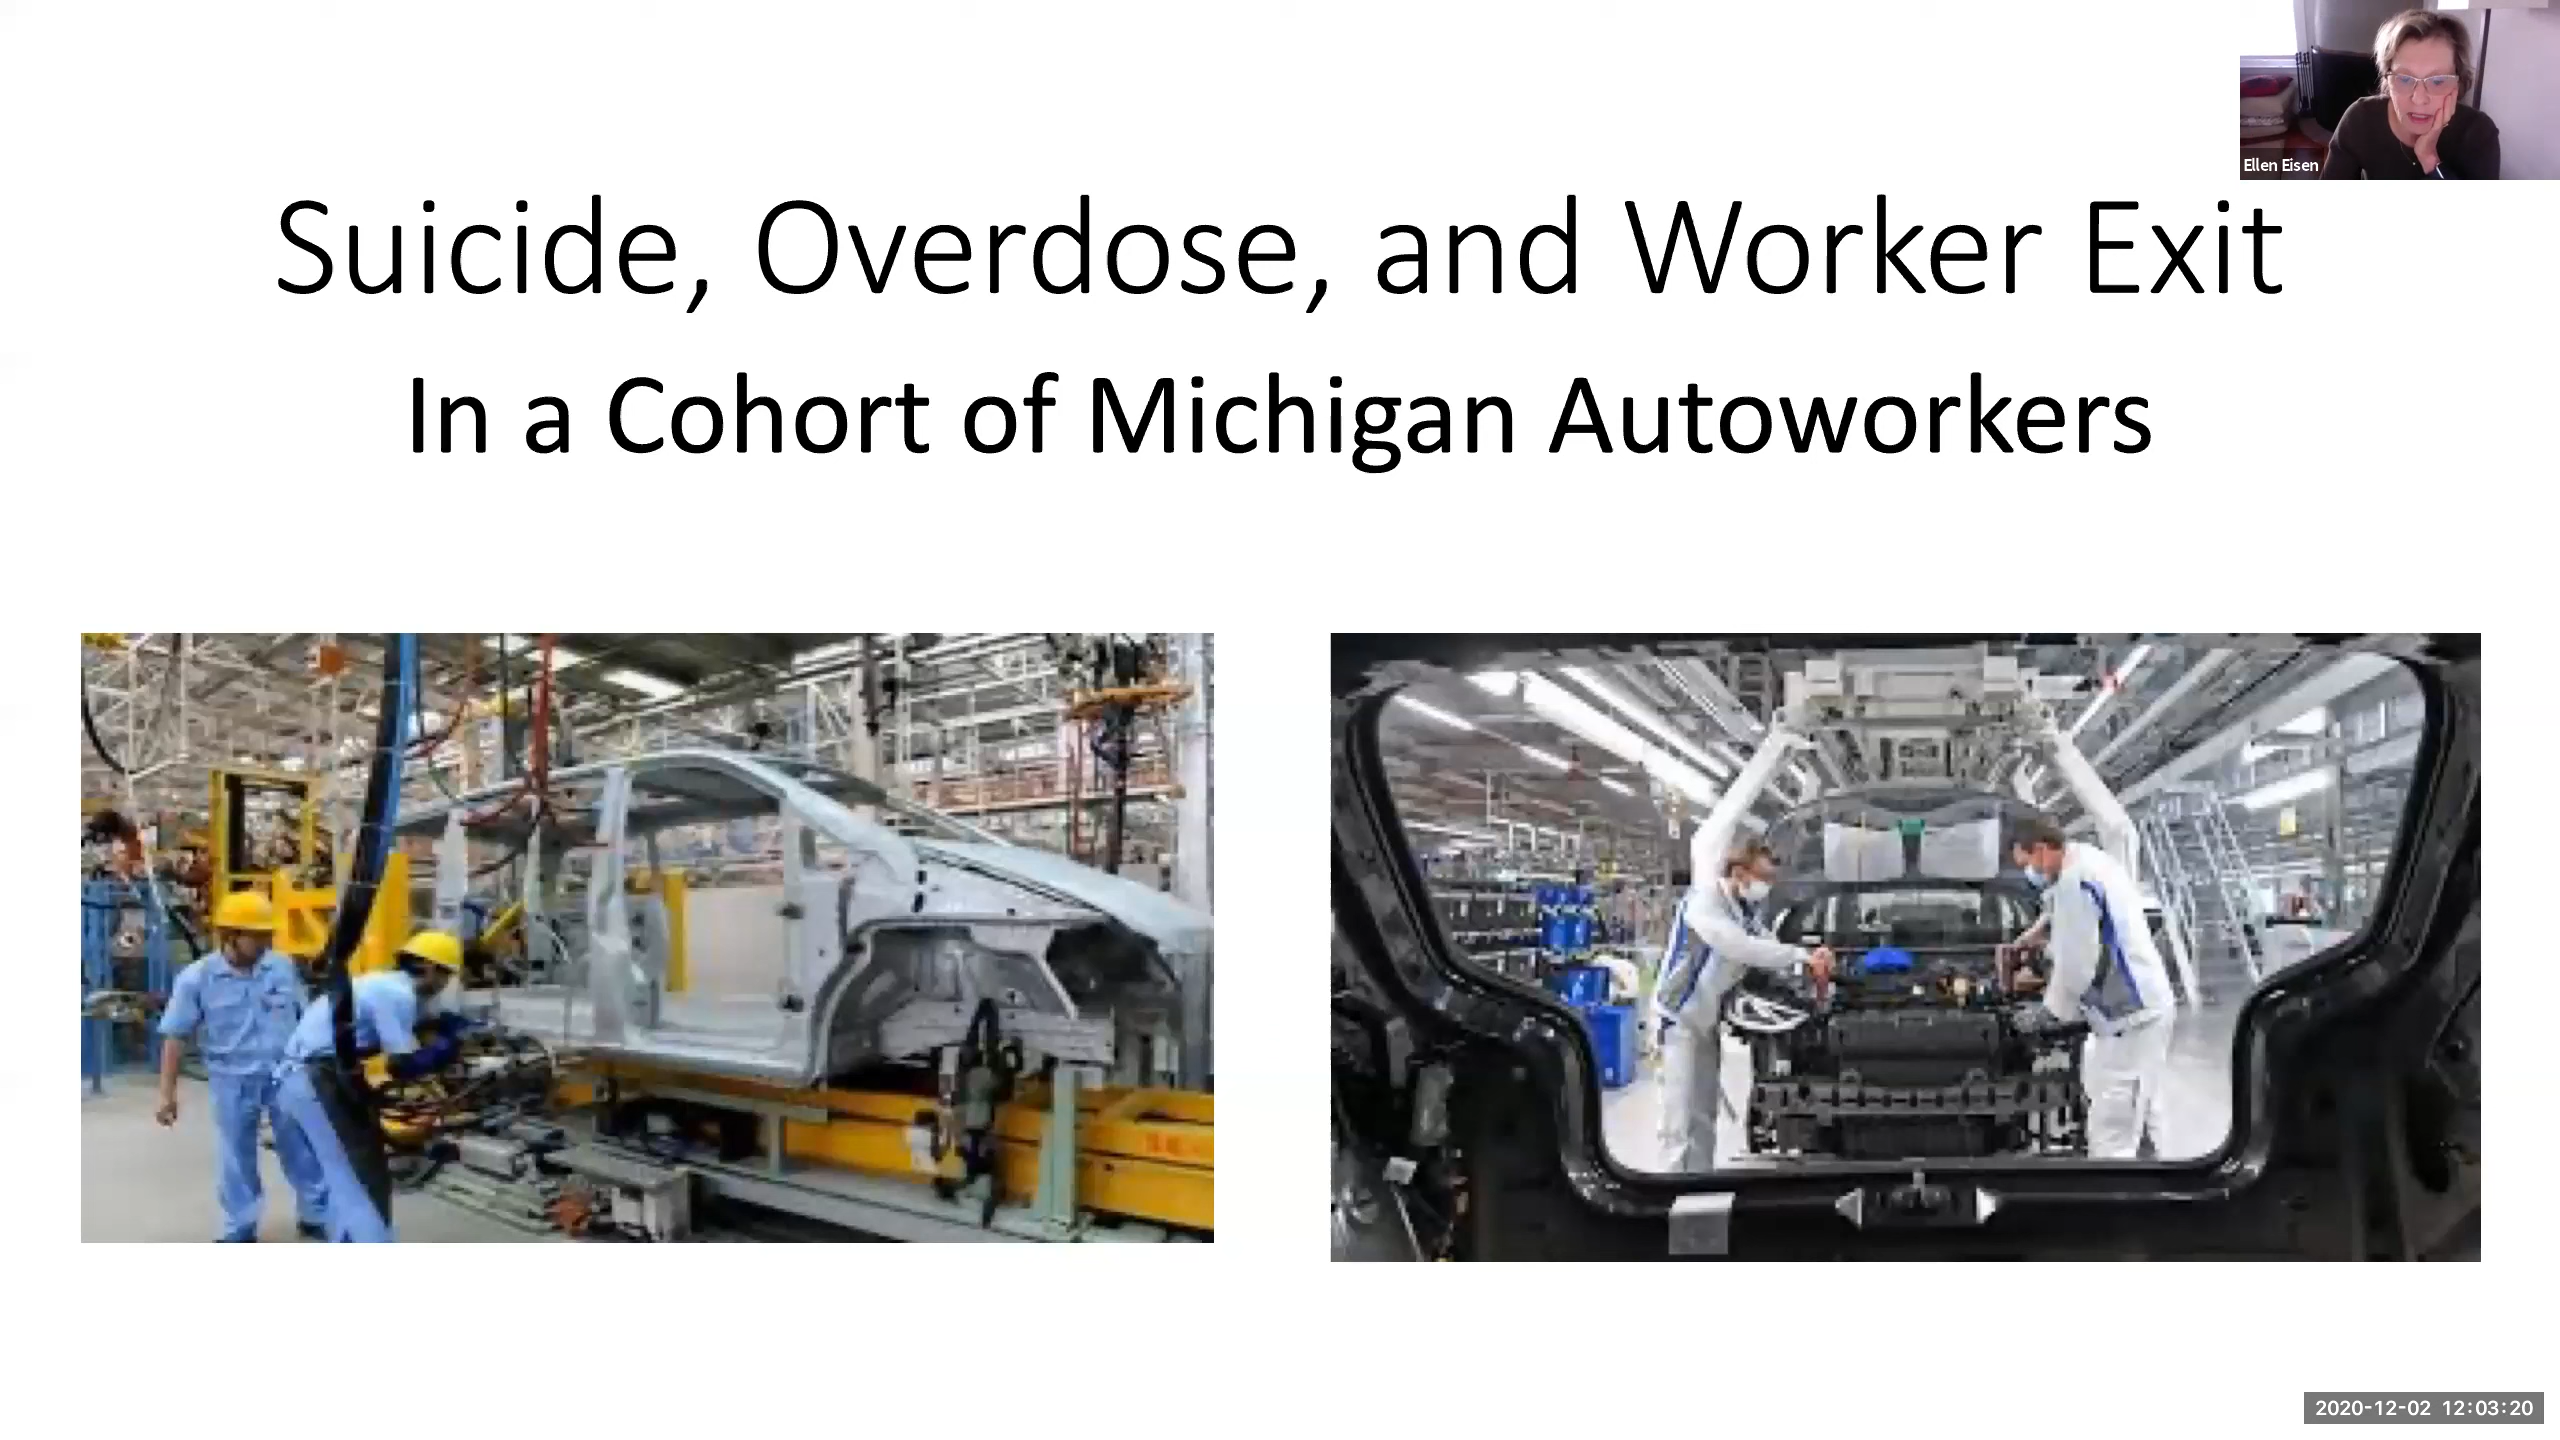 Ellen Eisen
Suicide, Overdose, and Worker Exit
In a Cohort of Michigan Autoworkers
2020-12-02 12:03:20